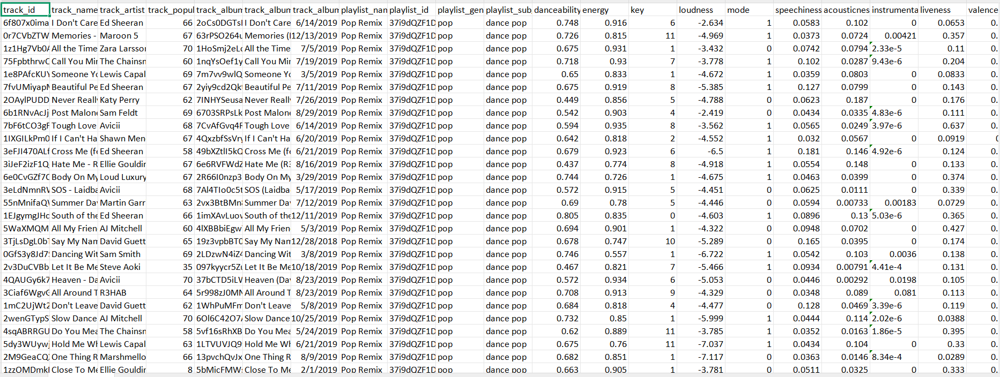 track_id track_name track_artist track_popul track_album track_album track_album playlist_nan playlist_id playlist_gen playlist_sub danceability energy key loudness mode speechiness acousticnes instrumenta liveness valence
6f807x0ima I Don't Care Ed Sheeran 66 2oCs0DGTsl I Don't Care 6/14/2019 Pop Remix 37i9dQZF1D pop dance pop 0.748 0.916 6 -2.634 1 0.0583 0.102 0 0.0653 0.
0r7CVbZTW Memories - Maroon 5 67 63rPSO264u Memories (I 12/13/2019 Pop Remix 37i9dQZF1D pop dance pop 0.726 0.815 11 -4.969 1 0.0373 0.0724 0.00421 0.357 0.
1z1Hg7Vb0A All the Time Zara Larsson 70 1HoSmj2eLc All the Time 7/5/2019 Pop Remix 37i9dQZF1D pop dance pop 0.675 0.931 1 -3.432 0 0.0742 0.0794 2.33e-5 0.11 0.
75FpbthrwC Call You Min The Chainsn 60 1nqYsOef1y Call You Min 7/19/2019 Pop Remix 37i9dQZF1D pop dance pop 0.718 0.93 7 -3.778 1 0.102 0.0287 9.43e-6 0.204 0.
1e8PAfcKUY Someone Yo Lewis Capal 69 7m7vv9wlQ Someone Yo 3/5/2019 Pop Remix 37i9dQZF1D pop dance pop 0.65 0.833 1 -4.672 1 0.0359 0.0803 0 0.0833 0.
7fvUMiyapM Beautiful Pe Ed Sheeran 67 2yiy9cd2Qkt Beautiful Pe 7/11/2019 Pop Remix 37i9dQZF1D pop dance pop 0.675 0.919 8 -5.385 1 0.127 0.0799 0 0.143 0.
2OAylPUDD Never Reall Katy Perry 62 7INHYSeusa Never Reall 7/26/2019 Pop Remix 37i9dQZF1D pop dance pop 0.449 0.856 5 -4.788 0 0.0623 0.187 0 0.176 0.
6b1RNvAcJj Post Malone Sam Feldt 69 6703SRPsLk Post Malone 8/29/2019 Pop Remix 37i9dQZF1D pop dance pop 0.542 0.903 4 -2.419 0 0.0434 0.0335 4.83e-6 0.111 0.
7bF6tCO3gF Tough Love Avicii 68 7CvAfGvq4F Tough Love 6/14/2019 Pop Remix 37i9dQZF1D pop dance pop 0.594 0.935 8 -3.562 1 0.0565 0.0249 3.97e-6 0.637 0.
1IXGILkPm0 If I Can't Ha Shawn Men 67 4QxzbfSsVry If I Can't Ha 6/20/2019 Pop Remix 37i9dQZF1D pop dance pop 0.642 0.818 2 -4.552 1 0.032 0.0567 0 0.0919
3eFJI470ALf Cross Me (fe Ed Sheeran 58 49bXZtlI5kQ Cross Me (fe 6/21/2019 Pop Remix 37i9dQZF1D pop dance pop 0.679 0.923 6 -6.5 1 0.181 0.146 4.92e-6 0.124 0.
3iJeF2izF1Q Hate Me - R Ellie Gouldin 67 6e6RVFWdZ Hate Me (R3 8/16/2019 Pop Remix 37i9dQZF1D pop dance pop 0.437 0.774 8 -4.918 1 0.0554 0.148 0 0.133 0.
6e0CvGZf7C Body On My Loud Luxury 67 2R66I0nzp3 Body On My 3/29/2019 Pop Remix 37i9dQZF1D pop dance pop 0.744 0.726 1 -4.675 1 0.0463 0.0399 0 0.374 0.
3eLdNmnRV SOS - Laidba Avicii 68 7Al4TIo0c5t SOS (Laidba 5/17/2019 Pop Remix 37i9dQZF1D pop dance pop 0.572 0.915 5 -4.451 0 0.0625 0.0111 0 0.339 0.
55nMnifaQV Summer Da Martin Garr 63 2vx3BtBMn Summer Da 7/12/2019 Pop Remix 37i9dQZF1D pop dance pop 0.69 0.78 5 -4.446 0 0.0594 0.00733 0.00183 0.0729 0.
1EJgymgJHc South of the Ed Sheeran 66 1imXAvLuov South of the 12/11/2019 Pop Remix 37i9dQZF1D pop dance pop 0.805 0.835 0 -4.603 1 0.0896 0.13 5.03e-6 0.365 0.
5WaXMQM All My Frien AJ Mitchell 60 4lXBBbiEgw All My Frien 5/3/2019 Pop Remix 37i9dQZF1D pop dance pop 0.694 0.901 1 -4.322 0 0.0948 0.0702 0 0.427 0.
3TjLsDgL0bT Say My Nam David Guett 65 19z3vpbBT0 Say My Nam 12/28/2018 Pop Remix 37i9dQZF1D pop dance pop 0.678 0.747 10 -5.289 0 0.165 0.0395 0 0.174 0.
0GfS3y8Jd7 Dancing Wit Sam Smith 69 2LDzwN4iZ4 Dancing Wit 3/8/2019 Pop Remix 37i9dQZF1D pop dance pop 0.746 0.557 1 -6.722 1 0.0542 0.103 0.0036 0.138 0.
2v3DuCVBb Let It Be Me Steve Aoki 35 097kyycr5Zu Let It Be Me 10/18/2019 Pop Remix 37i9dQZF1D pop dance pop 0.467 0.821 7 -5.466 1 0.0934 0.00791 4.41e-4 0.131 0.
4QAUGy6k7 Heaven - Da Avicii 70 37bCTD5iLV Heaven (Dav 8/23/2019 Pop Remix 37i9dQZF1D pop dance pop 0.572 0.934 6 -5.053 0 0.0446 0.00292 0.0198 0.105 0.
3Ciaf6WgvG All Around T R3HAB 64 5r998zJ0MN All Around T 8/23/2019 Pop Remix 37i9dQZF1D pop dance pop 0.708 0.913 9 -4.329 0 0.0348 0.089 0.081 0.113 0.
1mC2UjWtZ Don't Leave David Guett 62 1WhPuMFm Don't Leave 5/8/2019 Pop Remix 37i9dQZF1D pop dance pop 0.684 0.818 4 -4.477 0 0.128 0.0469 3.39e-6 0.119 0.
2wenGTypS Slow Dance AJ Mitchell 70 6Ol6C42O7A Slow Dance 10/25/2019 Pop Remix 37i9dQZF1D pop dance pop 0.732 0.85 1 -5.999 1 0.0444 0.114 2.02e-6 0.0388 0.
4sqABRRGU Do You Mea The Chainsn 58 5vf16sRhXB Do You Mea 5/24/2019 Pop Remix 37i9dQZF1D pop dance pop 0.62 0.889 11 -3.785 1 0.0352 0.0163 1.86e-5 0.395 0.
5dy3WUywj Hold Me Wh Lewis Capal 63 1LTVUVJQ9 Hold Me Wh 6/21/2019 Pop Remix 37i9dQZF1D pop dance pop 0.675 0.76 11 -7.037 1 0.0434 0.104 0 0.33 0.
2M9GeaCQ One Thing R Marshmello 66 13pvchQvJx One Thing R 8/9/2019 Pop Remix 37i9dQZF1D pop dance pop 0.682 0.851 1 -7.117 0 0.0363 0.0146 8.34e-4 0.0289 0.
1zzOMDmkI Close To Me Ellie Gouldin 8 5bMicFMWs Close To Me 2/1/2019 Pop Remix 37i9dQZF1D pop dance pop 0.663 0.905 1 -3.781 0 0.0511 0.0325 0 0.333 0.